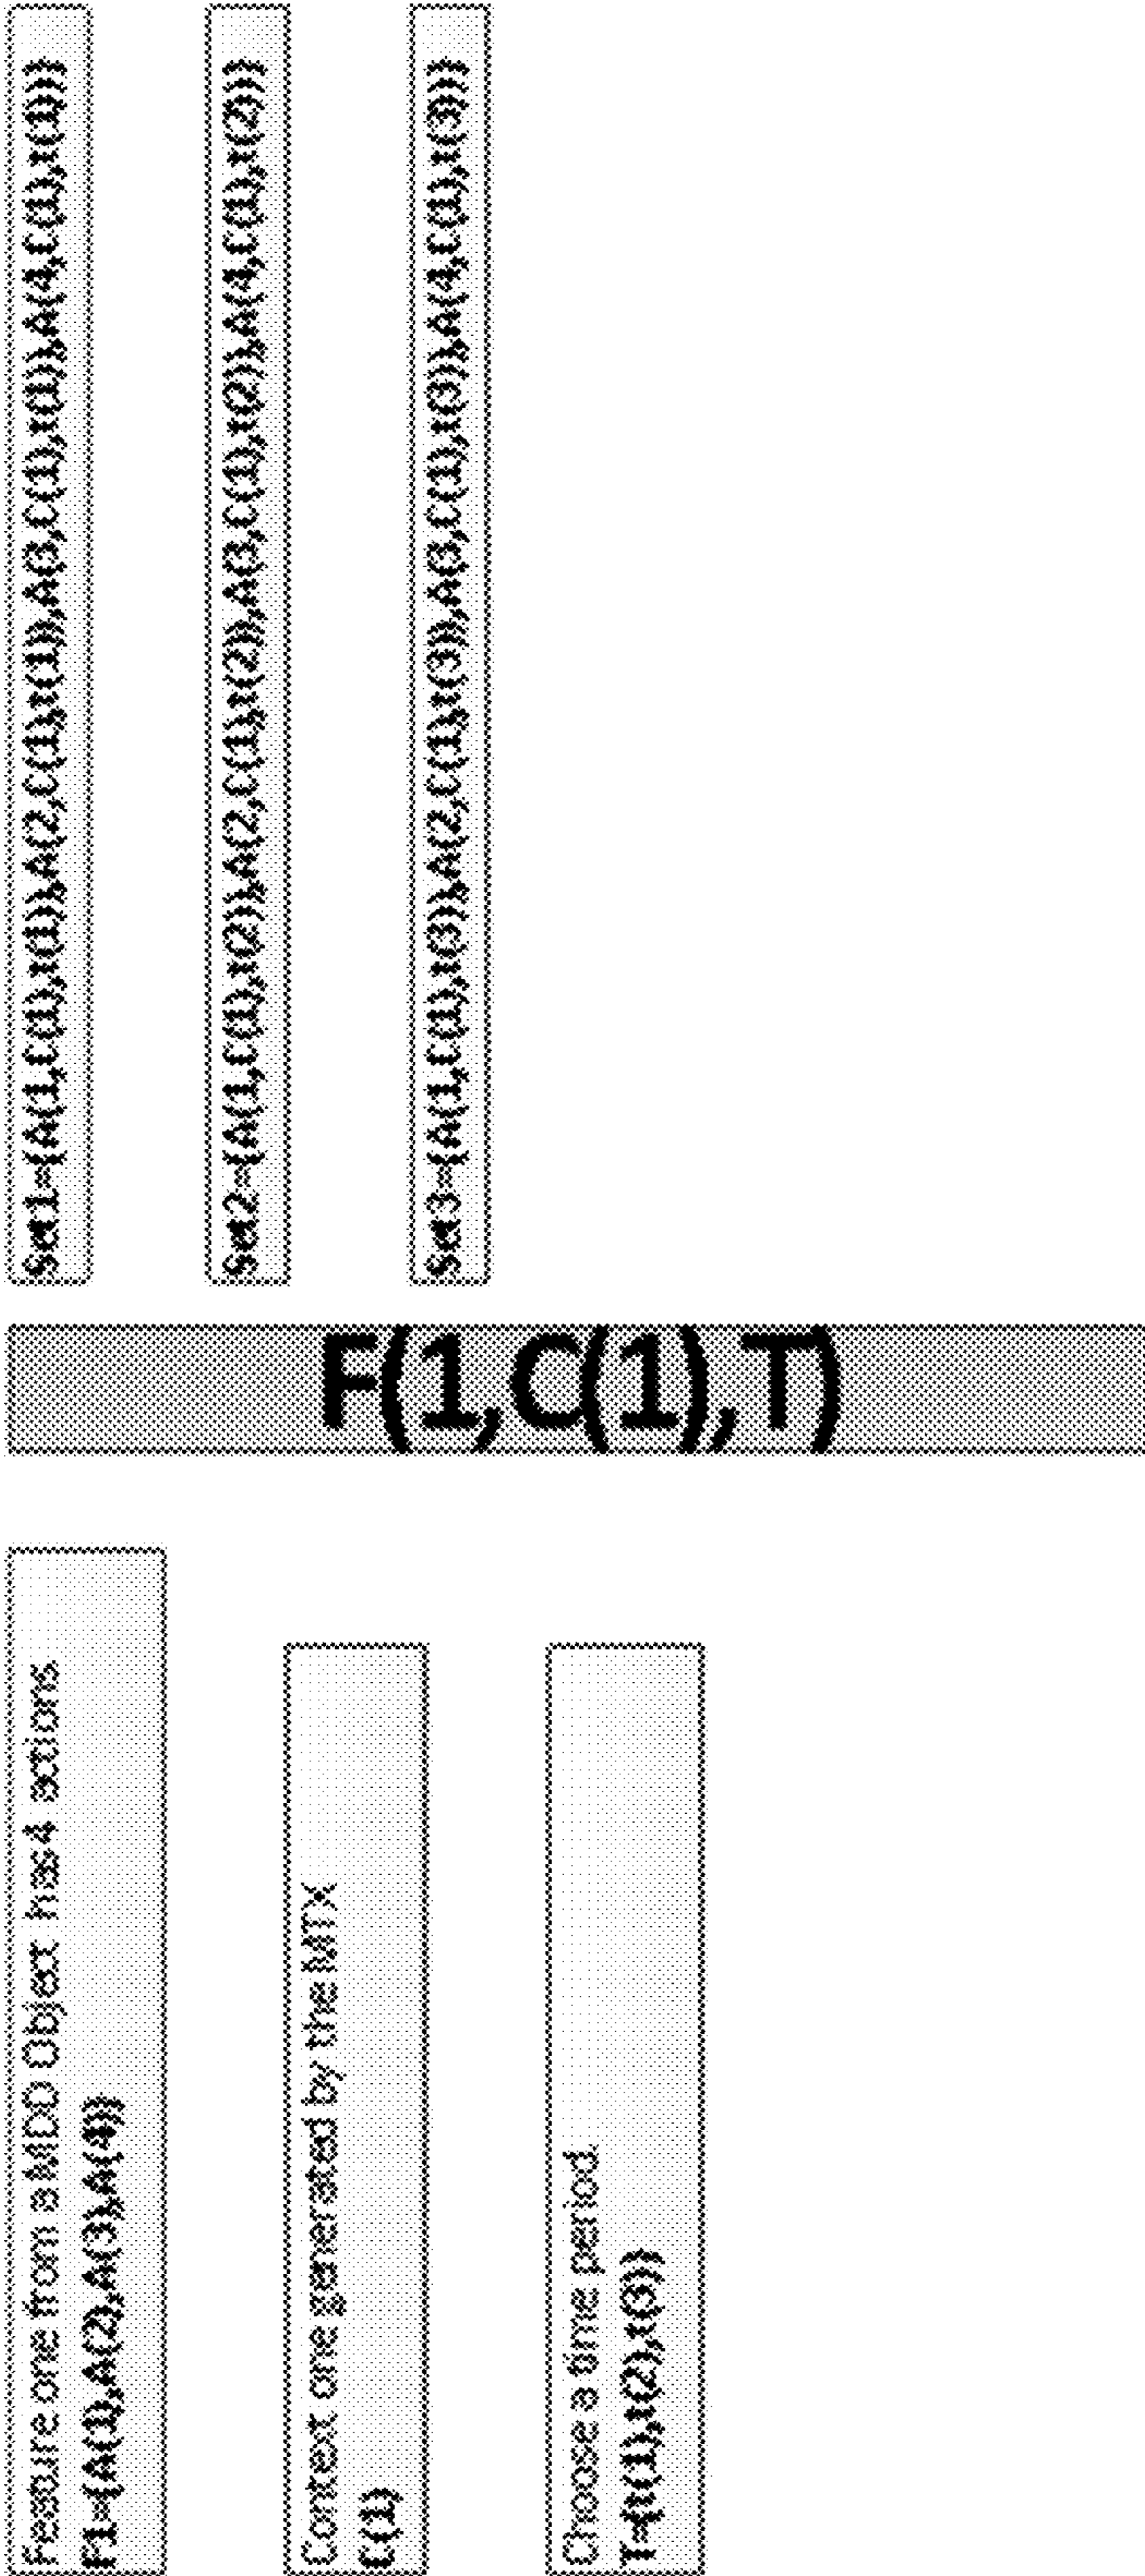 Feature one from a MDD Object has 4 actions
F1={A(1),A(2),A(3),A(4)}
Context one generated by the MTX
C(1)
Choose a time period.
T={t(1),t(2),t(3)}
F(1,C(1),T)
Set1={A(1,C(1),t(1)),A(2,C(1),t(1)),A(3,C(1),t(1)),A(4,C(1),t(1))}
Set2={A(1,C(1),t(2)),A(2,C(1),t(2)),A(3,C(1),t(2)),A(4,C(1),t(2))}
Set3={A(1,C(1),t(3)),A(2,C(1),t(3)),A(3,C(1),t(3)),A(4,C(1),t(3))}